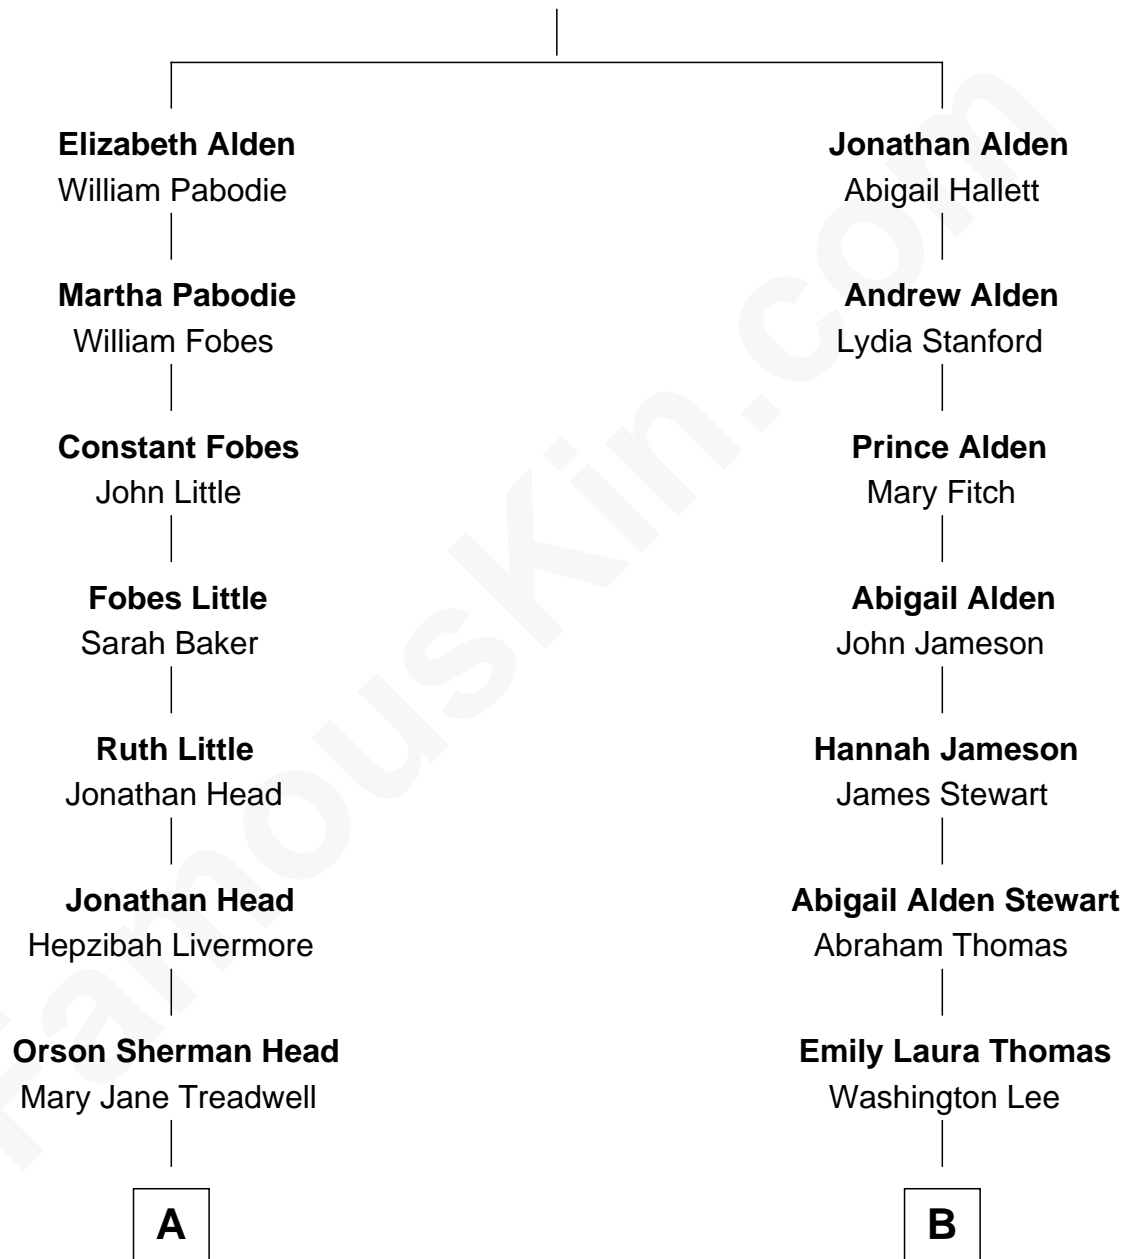 Elizabeth Alden
William Pabodie
Martha Pabodie
William Fobes
Constant Fobes
John Little
Fobes Little
Sarah Baker
Ruth Little
Jonathan Head
Jonathan Head
Hepzibah Livermore
Orson Sherman Head
Mary Jane Treadwell
A
Jonathan Alden
Abigail Hallett
Andrew Alden
Lydia Stanford
Prince Alden
Mary Fitch
Abigail Alden
John Jameson
Hannah Jameson
James Stewart
Abigail Alden Stewart
Abraham Thomas
Emily Laura Thomas
Washington Lee
B
FamousKin.com